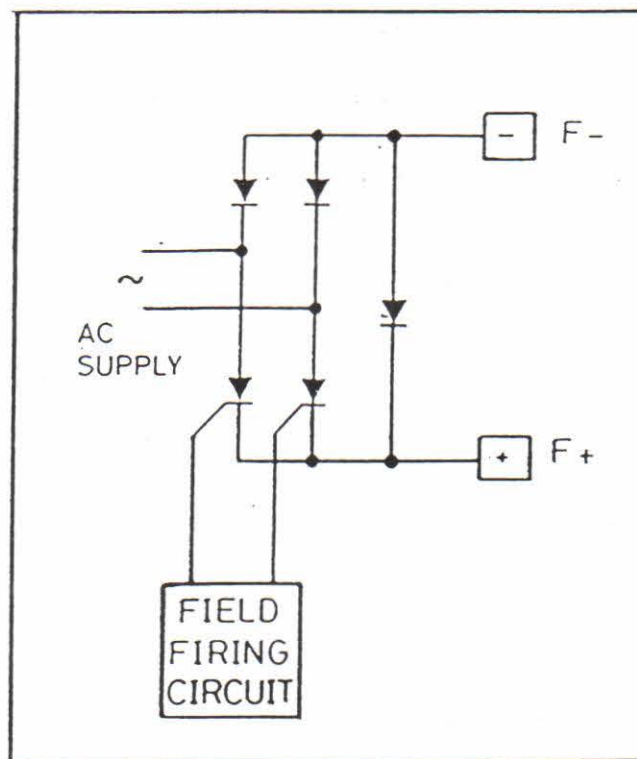 - F-
~
AC
SUPPLY
+ F+
FIELD
FIRING
CIRCUIT